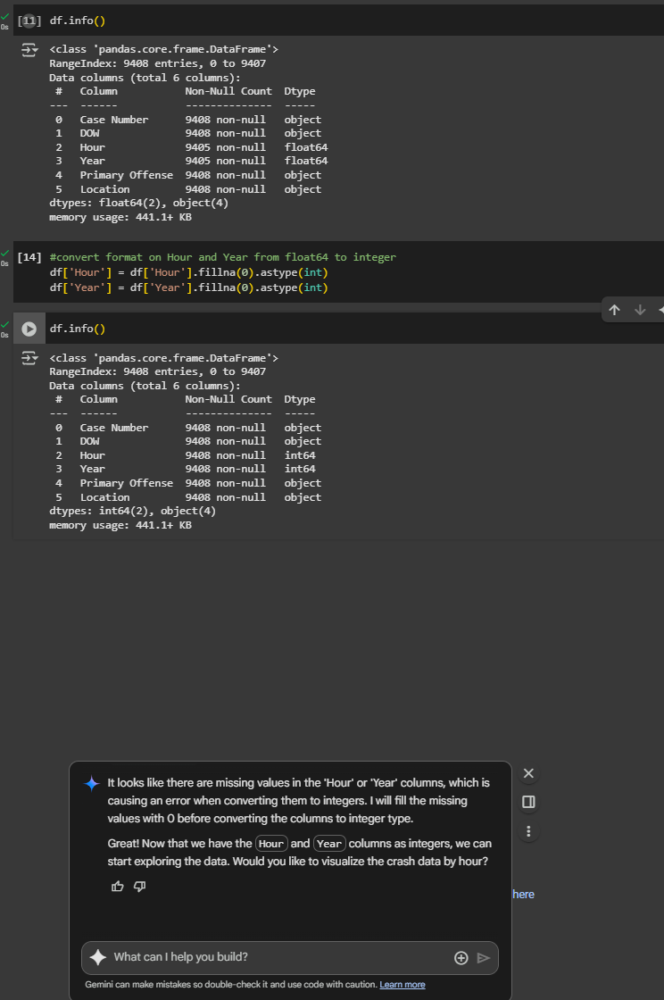 [11] df.info()
0s
<class 'pandas.core.frame.DataFrame'>
RangeIndex: 9408 entries, 0 to 9407
Data columns (total 6 columns):
 #   Column           Non-Null Count  Dtype
---  ------           --------------  -----
 0   Case Number      9408 non-null   object
 1   DOW              9408 non-null   object
 2   Hour             9405 non-null   float64
 3   Year             9405 non-null   float64
 4   Primary Offense  9408 non-null   object
 5   Location         9408 non-null   object
dtypes: float64(2), object(4)
memory usage: 441.1+ KB
[14] #convert format on Hour and Year from float64 to integer
0s
df['Hour'] = df['Hour'].fillna(0).astype(int)
df['Year'] = df['Year'].fillna(0).astype(int)
df.info()
0s
<class 'pandas.core.frame.DataFrame'>
RangeIndex: 9408 entries, 0 to 9407
Data columns (total 6 columns):
 #   Column           Non-Null Count  Dtype
---  ------           --------------  -----
 0   Case Number      9408 non-null   object
 1   DOW              9408 non-null   object
 2   Hour             9408 non-null   int64
 3   Year             9408 non-null   int64
 4   Primary Offense  9408 non-null   object
 5   Location         9408 non-null   object
dtypes: int64(2), object(4)
memory usage: 441.1+ KB
It looks like there are missing values in the 'Hour' or 'Year' columns, which is
causing an error when converting them to integers. I will fill the missing
values with 0 before converting the columns to integer type.
Great! Now that we have the Hour and Year columns as integers, we can
start exploring the data. Would you like to visualize the crash data by hour?
here
What can I help you build?
Gemini can make mistakes so double-check it and use code with caution. Learn more